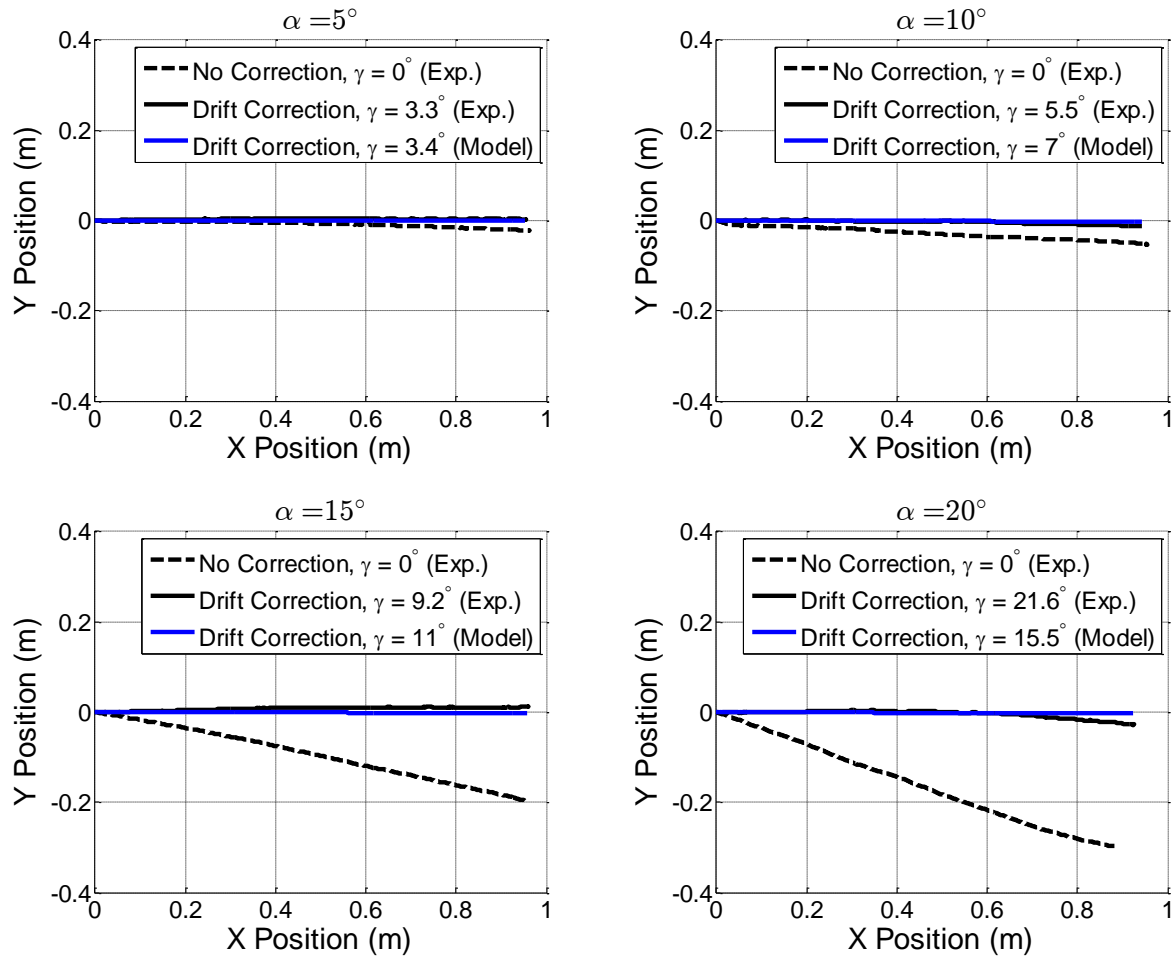 α =5°
0.4
0.2
0
-0.2
-0.4
Y Position (m)
No Correction, γ = 0° (Exp.)
Drift Correction, γ = 3.3° (Exp.)
Drift Correction, γ = 3.4° (Model)
0 0.2 0.4 0.6 0.8 1
X Position (m)
α =10°
0.4
0.2
0
-0.2
-0.4
Y Position (m)
No Correction, γ = 0° (Exp.)
Drift Correction, γ = 5.5° (Exp.)
Drift Correction, γ = 7° (Model)
0 0.2 0.4 0.6 0.8 1
X Position (m)
α =15°
0.4
0.2
0
-0.2
-0.4
Y Position (m)
No Correction, γ = 0° (Exp.)
Drift Correction, γ = 9.2° (Exp.)
Drift Correction, γ = 11° (Model)
0 0.2 0.4 0.6 0.8 1
X Position (m)
α =20°
0.4
0.2
0
-0.2
-0.4
Y Position (m)
No Correction, γ = 0° (Exp.)
Drift Correction, γ = 21.6° (Exp.)
Drift Correction, γ = 15.5° (Model)
0 0.2 0.4 0.6 0.8 1
X Position (m)